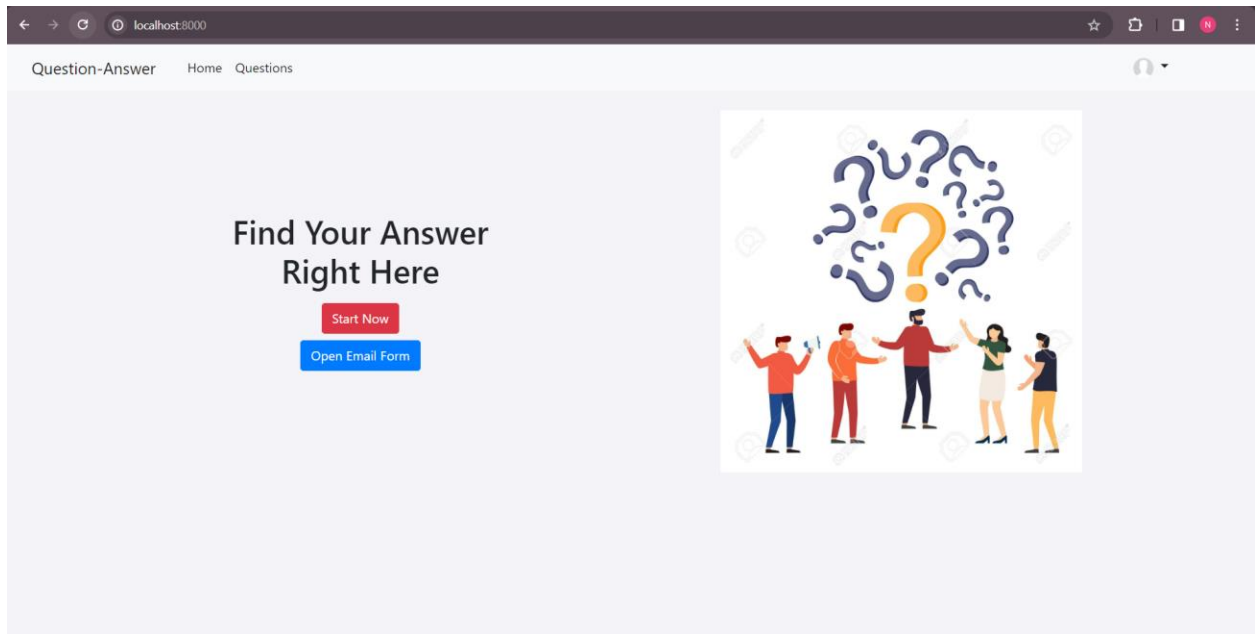 localhost:8000
N
Question-Answer Home Questions
Find Your Answer
Right Here
Start Now
Open Email Form